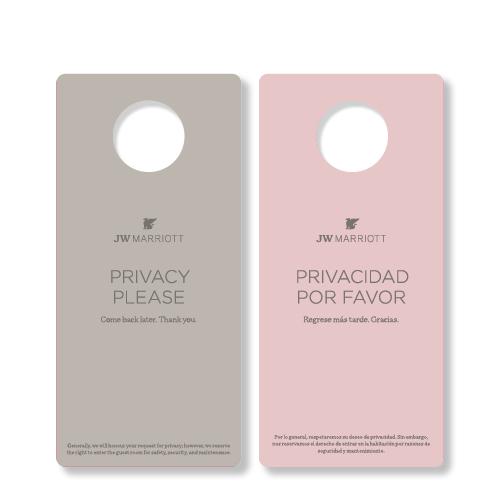 JW MARRIOTT
PRIVACY
PLEASE
Come back later. Thank you.
Generally, we will honour your request for privacy; however, we reserve
the right to enter the guest room for safety, security, and maintenance.
JW MARRIOTT
PRIVACIDAD
POR FAVOR
Regrese más tarde. Gracias.
Por lo general, respetaremos su deseo de privacidad. Sin embargo,
nos reservamos el derecho de entrar en la habitación por razones de
seguridad y mantenimiento.